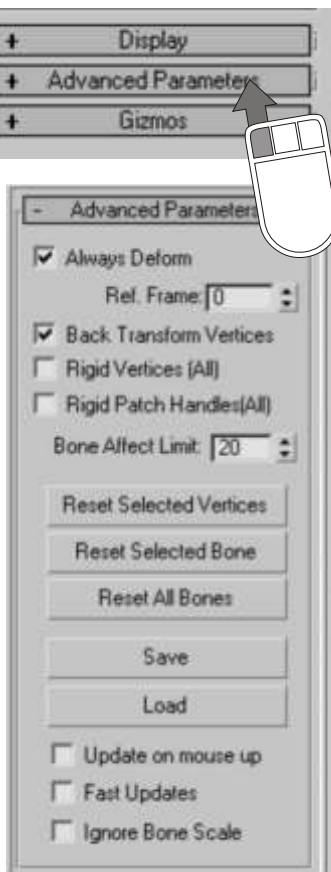 + Display
+ Advanced Parameters
+ Gizmos
- Advanced Parameters
Always Deform
Ref. Frame: 0
Back Transform Vertices
Rigid Vertices (All)
Rigid Patch Handles(All)
Bone Affect Limit: 20
Reset Selected Vertices
Reset Selected Bone
Reset All Bones
Save
Load
Update on mouse up
Fast Updates
Ignore Bone Scale